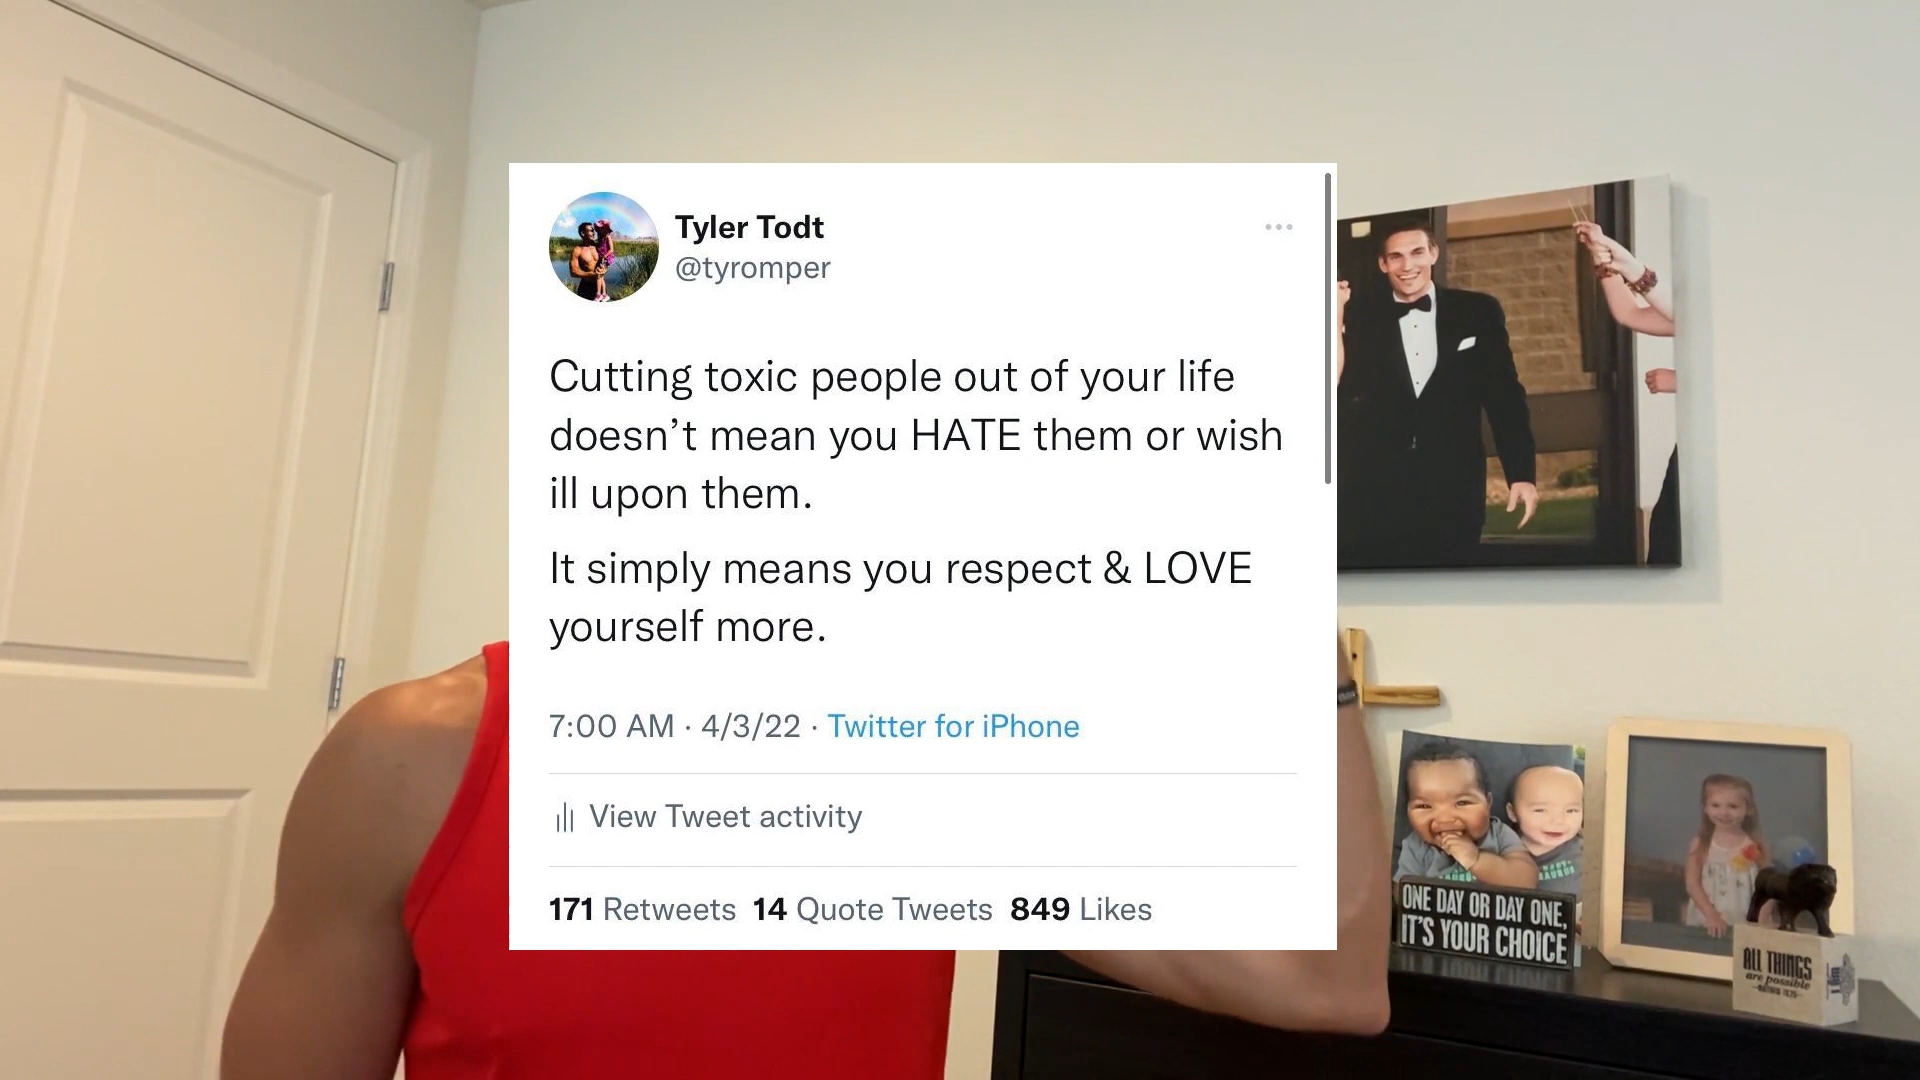 Tyler Todt
@tyromper
Cutting toxic people out of your life
doesn’t mean you HATE them or wish
ill upon them.
It simply means you respect & LOVE
yourself more.
7:00 AM · 4/3/22 · Twitter for iPhone
View Tweet activity
171 Retweets 14 Quote Tweets 849 Likes
ONE DAY OR DAY ONE,
IT'S YOUR CHOICE
ALL THINGS
are possible